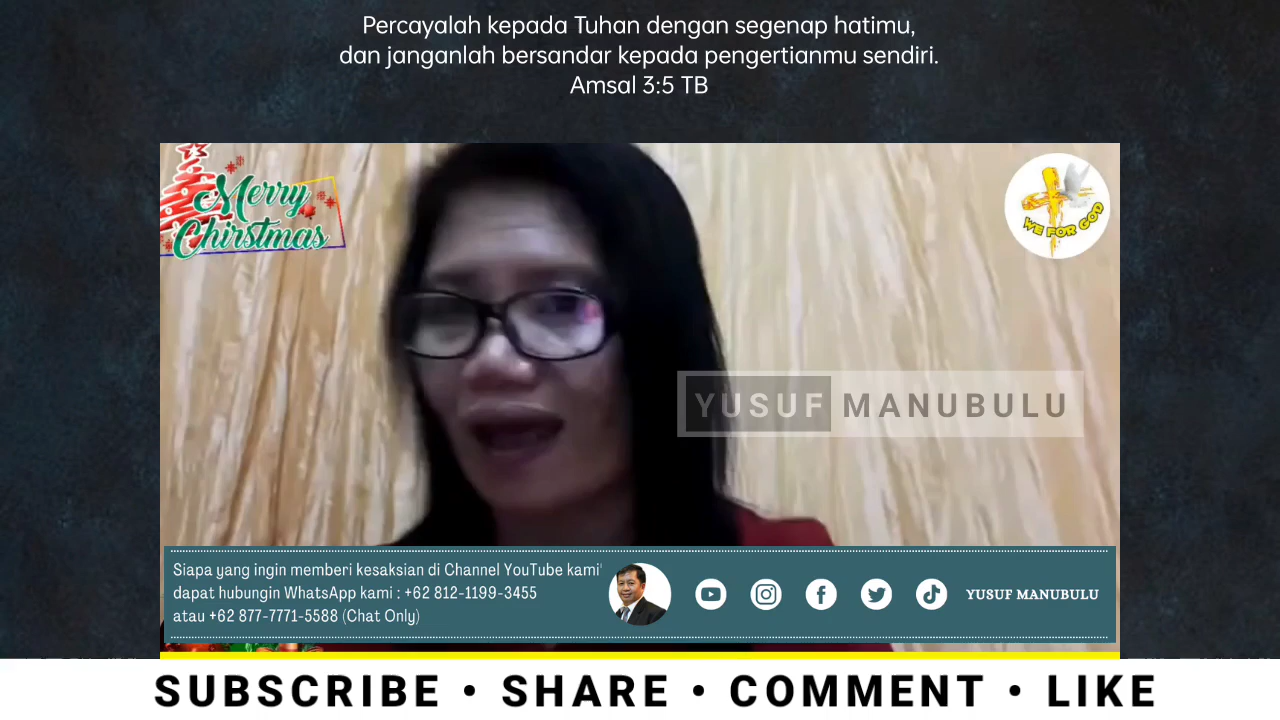 Percayalah kepada Tuhan dengan segenap hatimu,
dan janganlah bersandar kepada pengertianmu sendiri.
Amsal 3:5 TB
Merry
Chirstmas
WE FOR GOD
YUSUF MANUBULU
Siapa yang ingin memberi kesaksian di Channel YouTube kami'
dapat hubungin WhatsApp kami : +62 812-1199-3455
atau +62 877-7771-5588 (Chat Only)
YUSUF MANUBULU
SUBSCRIBE • SHARE • COMMENT • LIKE